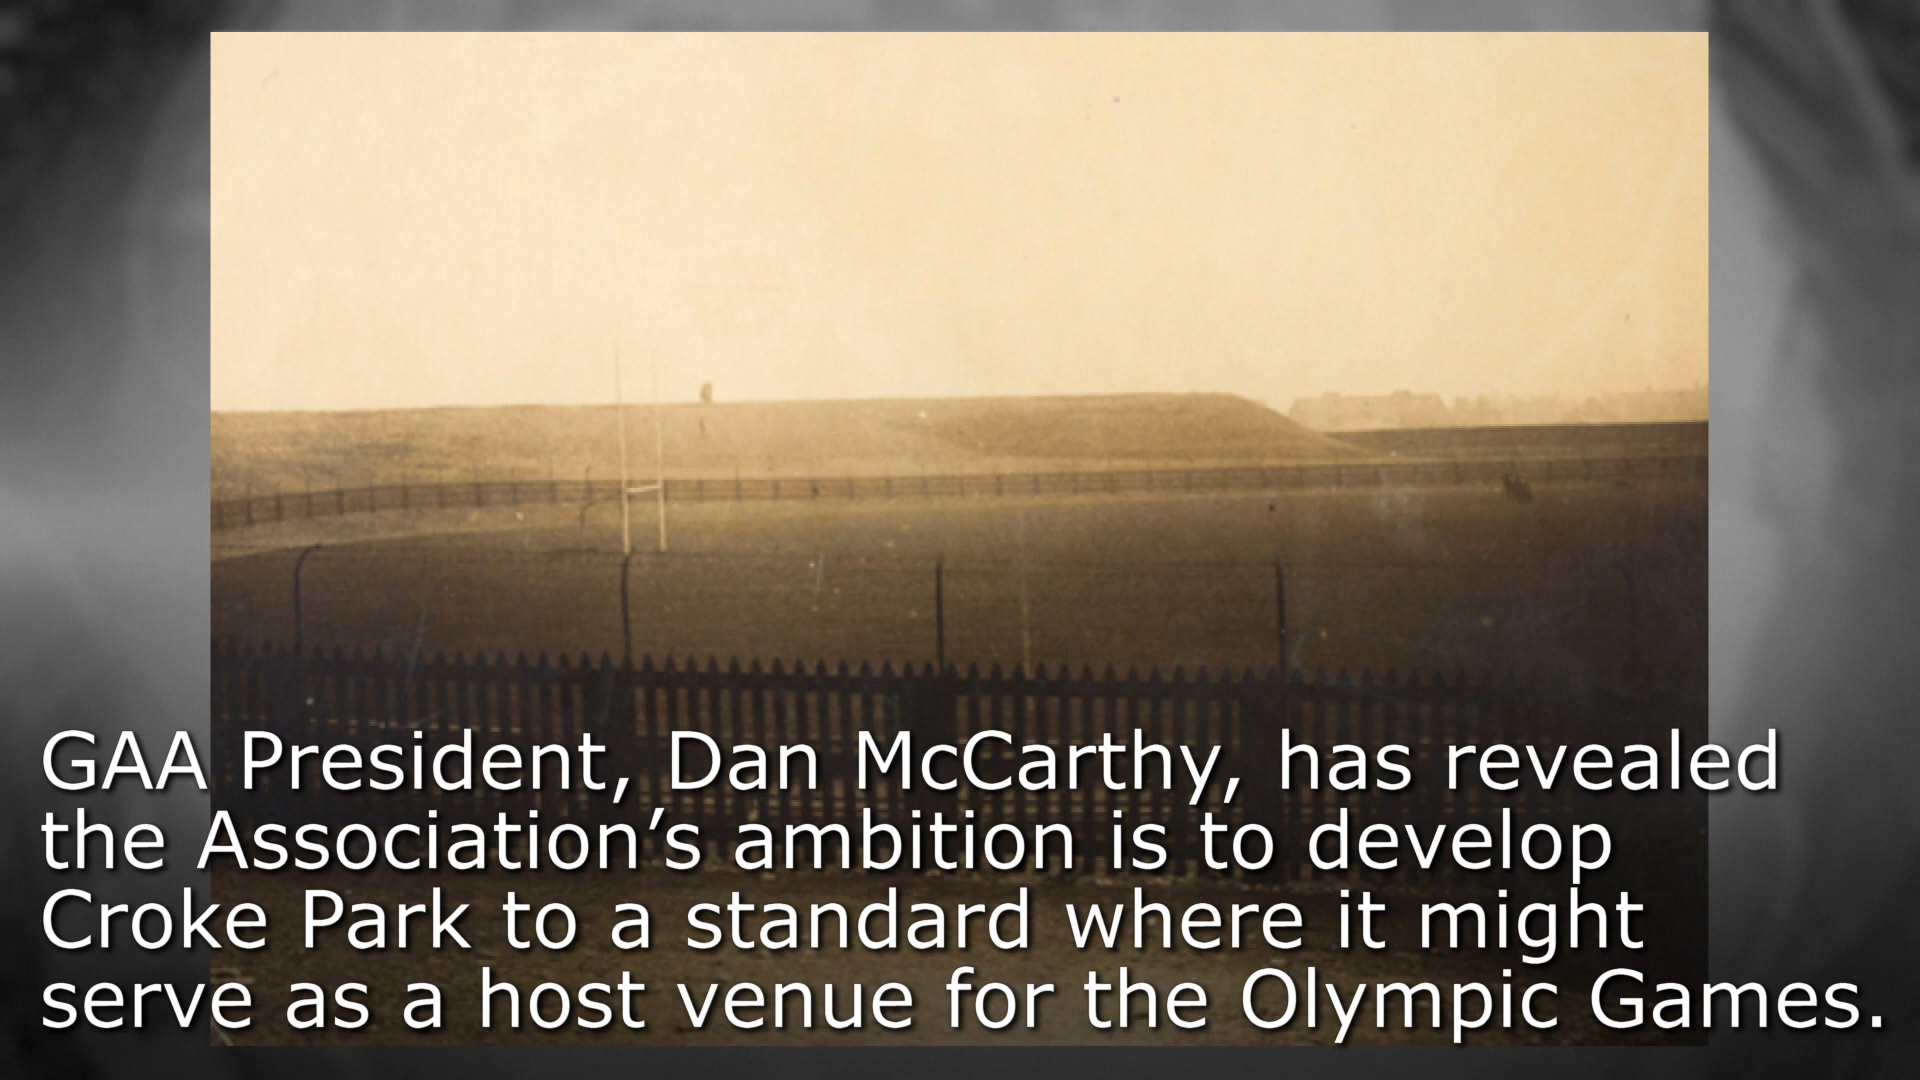 GAA President, Dan McCarthy, has revealed
the Association’s ambition is to develop
Croke Park to a standard where it might
serve as a host venue for the Olympic Games.